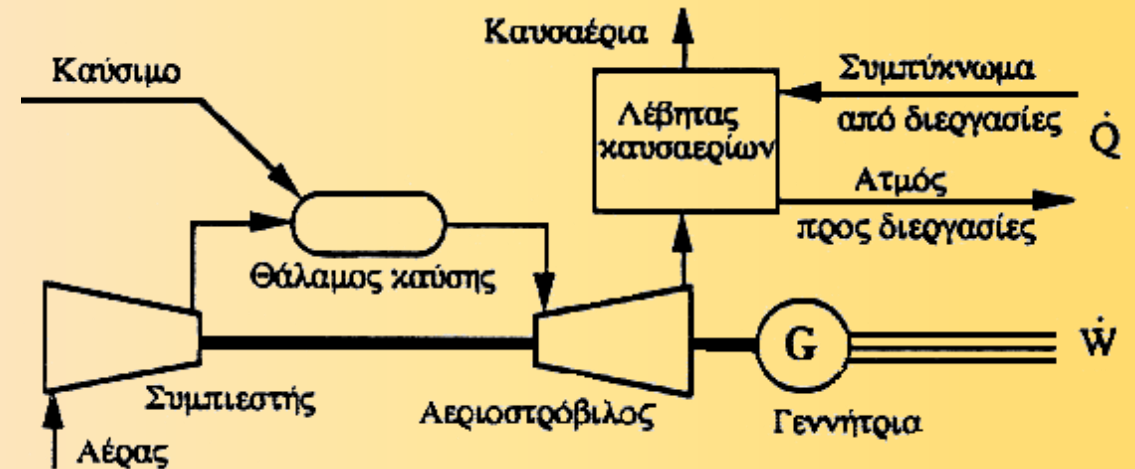 Καυσαέρια
Καύσιμο
Συμπύκνωμα
από διεργασίες
Λέβητας
καυσαερίων
Q̇
Ατμός
προς διεργασίες
Θάλαμος καύσης
G
Ẇ
Συμπιεστής
Αεριοστρόβιλος
Γεννήτρια
Αέρας